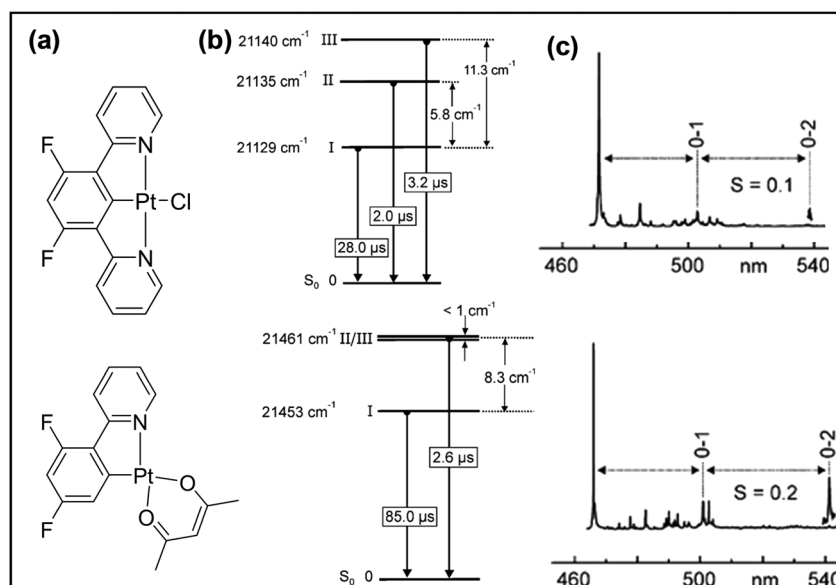 (a)
F
F
N
N
Pt
Cl
(b)
21140 cm⁻¹ III
21135 cm⁻¹ II
21129 cm⁻¹ I
11.3 cm⁻¹
5.8 cm⁻¹
3.2 µs
2.0 µs
28.0 µs
S₀ 0
(c)
0-1
0-2
S = 0.1
460 500 nm 540
F
F
N
Pt
O
O
< 1 cm⁻¹
21461 cm⁻¹ II/III
21453 cm⁻¹ I
8.3 cm⁻¹
2.6 µs
85.0 µs
S₀ 0
0-1
0-2
S = 0.2
460 500 nm 540